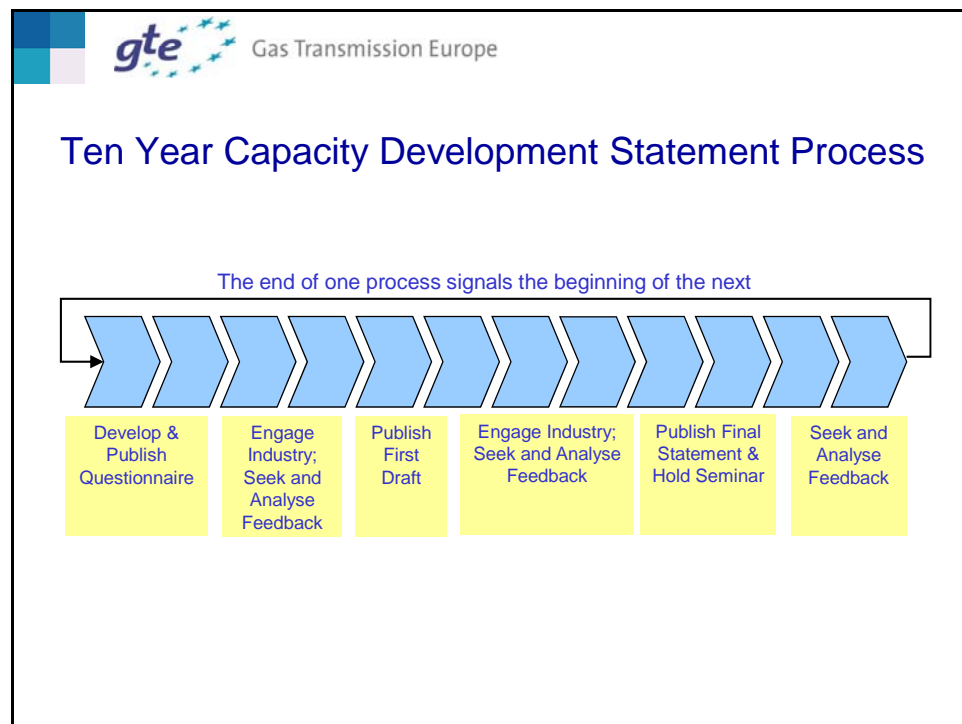 gte Gas Transmission Europe
Ten Year Capacity Development Statement Process
The end of one process signals the beginning of the next
Develop &
Publish
Questionnaire
Engage
Industry;
Seek and
Analyse
Feedback
Publish
First
Draft
Engage Industry;
Seek and Analyse
Feedback
Publish Final
Statement &
Hold Seminar
Seek and
Analyse
Feedback